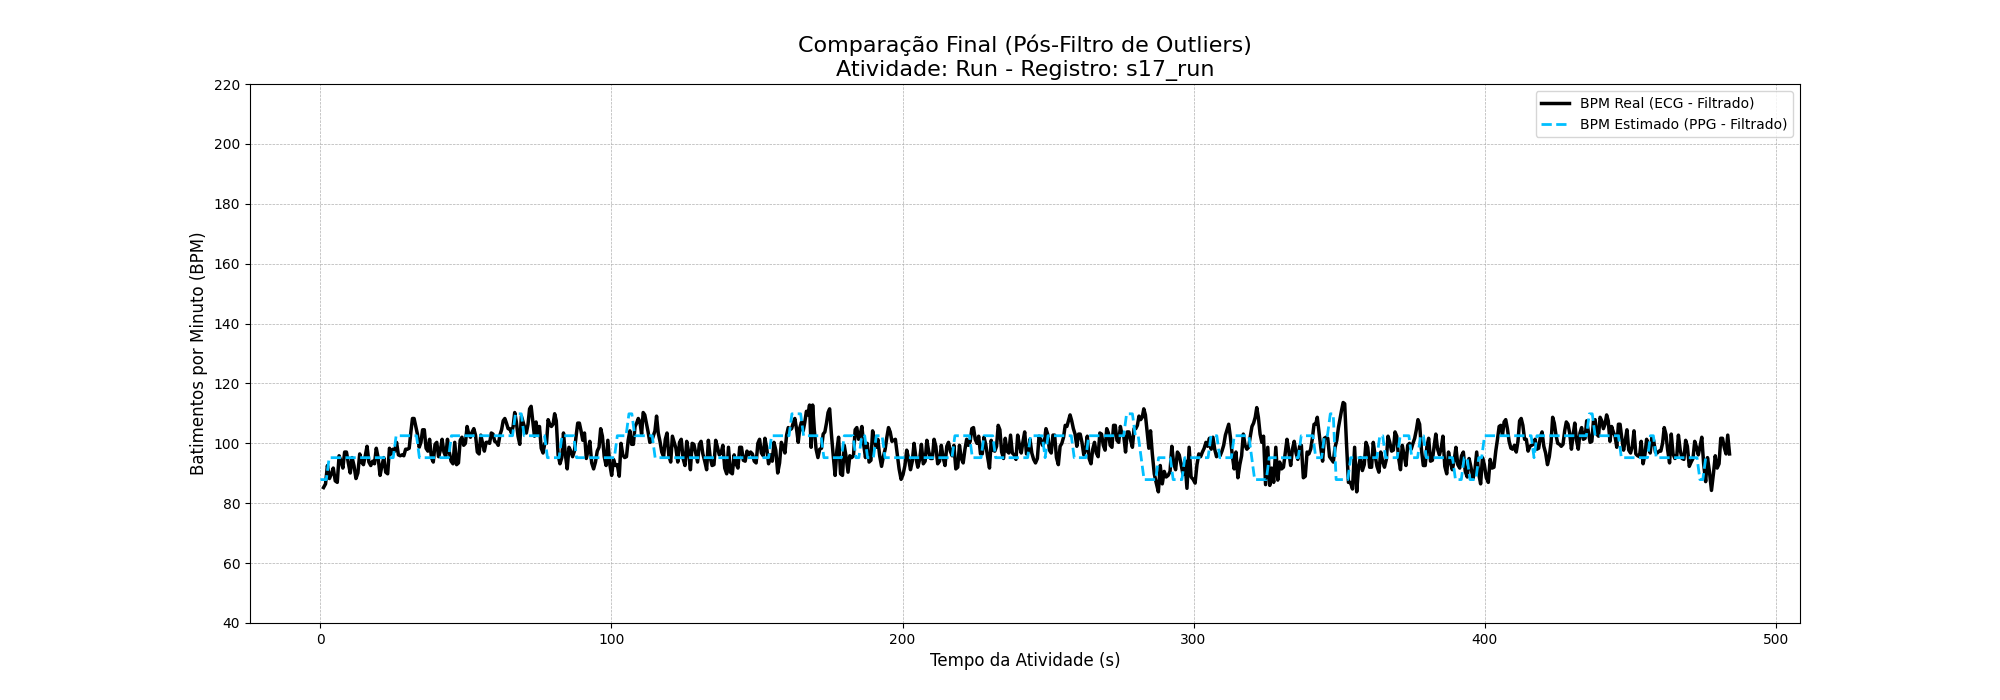 Comparação Final (Pós-Filtro de Outliers)
Atividade: Run - Registro: s17_run
BPM Real (ECG - Filtrado)
BPM Estimado (PPG - Filtrado)
Batimentos por Minuto (BPM)
220
200
180
160
140
120
100
80
60
40
0
100
200
300
400
500
Tempo da Atividade (s)